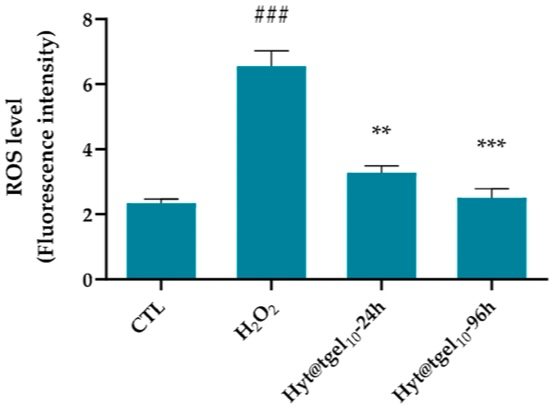 ROS level
(Fluorescence intensity)
8
6
4
2
0
###
**
***
CTL
H₂O₂
Hyt@tgel₁₀-24h
Hyt@tgel₁₀-96h